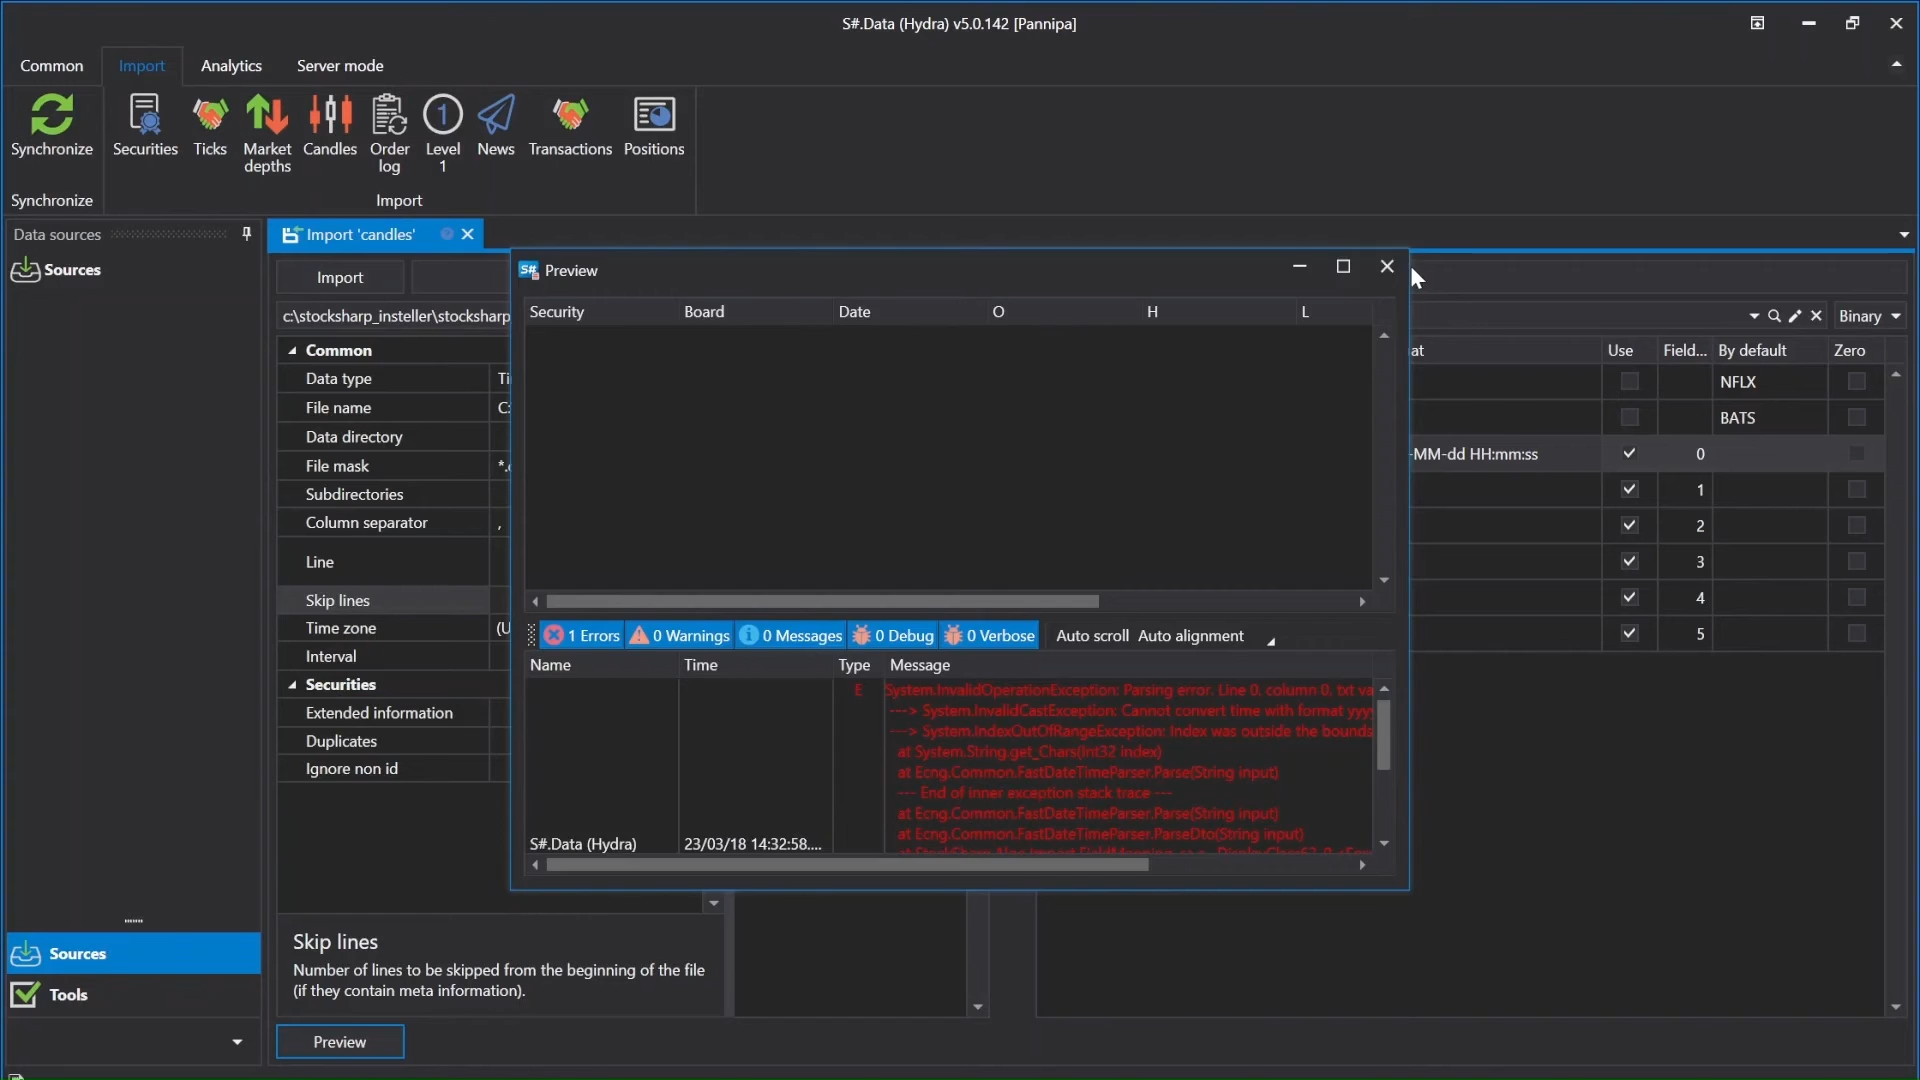 S#.Data (Hydra) v5.0.142 [Pannipa]
Common Import Analytics Server mode
Synchronize Securities Ticks Market depths Candles Order log Level 1 News Transactions Positions
Synchronize Import
Data sources
Sources
Import 'candles'
Import
c:\stocksharp_insteller\stocksharp
Binary
Common
Data type
File name C:
Data directory
File mask *.
Subdirectories
Column separator ,
Line
Skip lines
Time zone (U
Interval
Securities
Extended information
Duplicates
Ignore non id
S# Preview
Security Board Date O H L
1 Errors 0 Warnings 0 Messages 0 Debug 0 Verbose Auto scroll Auto alignment
Name Time Type Message
E System.InvalidOperationException: Parsing error. Line 0, column 0, txt va
---> System.InvalidCastException: Cannot convert time with format yyyy
---> System.IndexOutOfRangeException: Index was outside the bounds
at System.String.get_Chars(Int32 index)
at Ecng.Common.FastDateTimeParser.Parse(String input)
--- End of inner exception stack trace ---
at Ecng.Common.FastDateTimeParser.Parse(String input)
at Ecng.Common.FastDateTimeParser.ParseDto(String input)
S#.Data (Hydra) 23/03/18 14:32:58....
at Use Field... By default Zero
NFLX
BATS
-MM-dd HH:mm:ss 0
1
2
3
4
5
Skip lines
Number of lines to be skipped from the beginning of the file
(if they contain meta information).
Sources
Tools
Preview